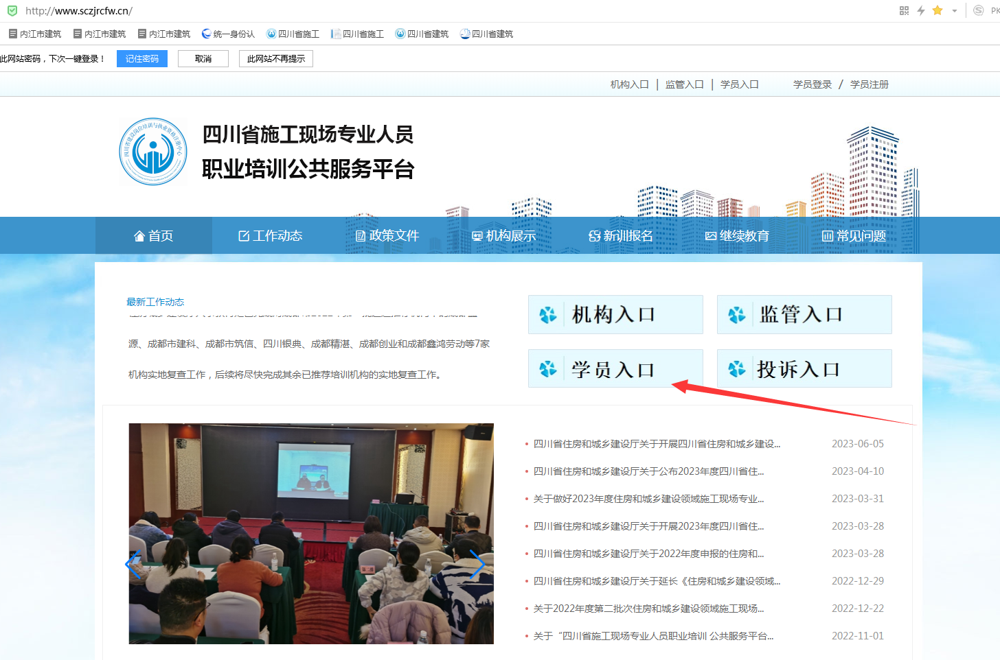 http://www.sczjrcfw.cn/
PK
内江市建筑 内江市建筑 内江市建筑 统一身份认 四川省施工 四川省施工 四川省建筑 四川省建筑
此网站密码，下次一键登录！ 记住密码 取消 此网站不再提示
机构入口 | 监管入口 | 学员入口 学员登录 / 学员注册
四川省建设岗位培训与执业资格注册中心
四川省施工现场专业人员
职业培训公共服务平台
首页 工作动态 政策文件 机构展示 新训报名 继续教育 常见问题
最新工作动态
源、成都市建科、成都市筑信、四川银典、成都精湛、成都创业和成都鑫鸿劳动等7家
机构实地复查工作，后续将尽快完成其余已推荐培训机构的实地复查工作。
机构入口 监管入口
学员入口 投诉入口
四川省住房和城乡建设厅关于开展四川省住房和城乡建设... 2023-06-05
四川省住房和城乡建设厅关于公布2023年度四川省住... 2023-04-10
关于做好2023年度住房和城乡建设领域施工现场专业... 2023-03-31
四川省住房和城乡建设厅关于开展2023年度四川省住... 2023-03-28
四川省住房和城乡建设厅关于2022年度申报的住房和... 2023-03-28
四川省住房和城乡建设厅关于延长《住房和城乡建设领域... 2022-12-29
关于2022年度第二批次住房和城乡建设领域施工现场... 2022-12-22
关于“四川省施工现场专业人员职业培训 公共服务平台... 2022-11-01